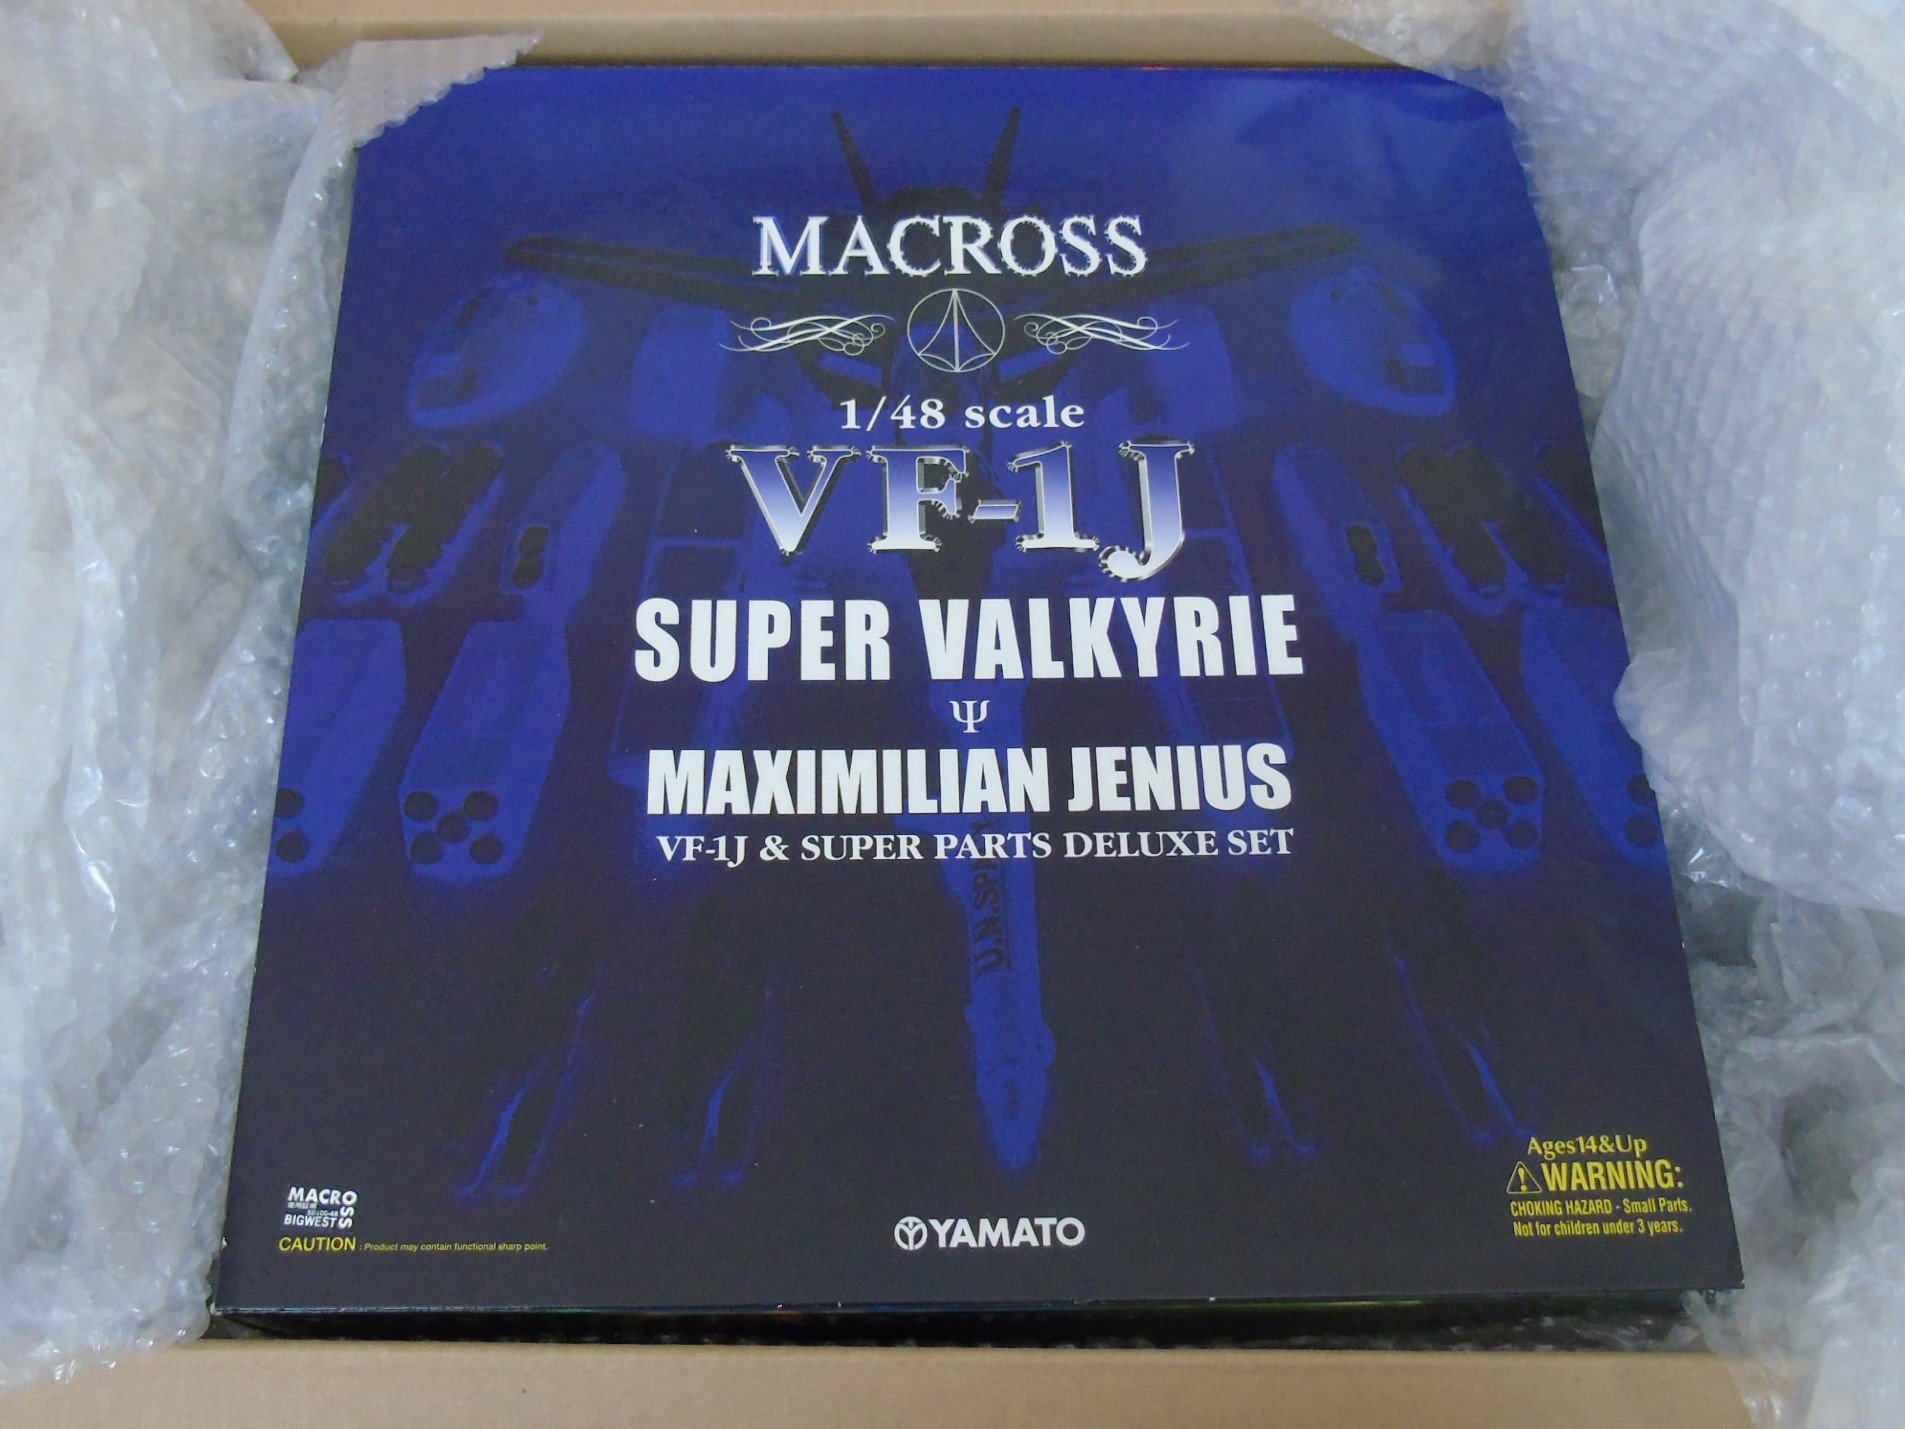 MACROSS
1/48 scale
VF-1J
SUPER VALKYRIE
Ψ
MAXIMILIAN JENIUS
VF-1J & SUPER PARTS DELUXE SET
U.N.SP
Ages14&Up
WARNING:
CHOKING HAZARD - Small Parts.
Not for children under 3 years.
MACROSS
BIGWEST
CAUTION : Product may contain functional sharp point.
YAMATO